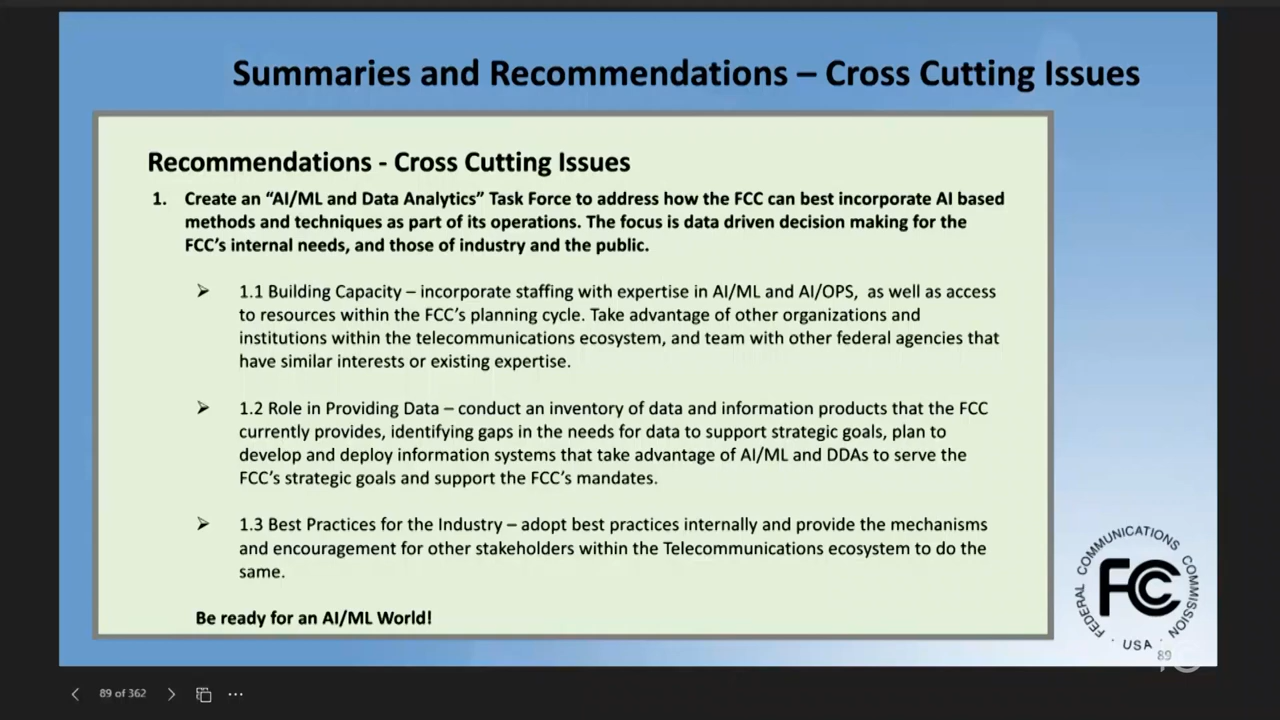 Summaries and Recommendations – Cross Cutting Issues
Recommendations - Cross Cutting Issues
1. Create an “AI/ML and Data Analytics” Task Force to address how the FCC can best incorporate AI based
methods and techniques as part of its operations. The focus is data driven decision making for the
FCC’s internal needs, and those of industry and the public.
1.1 Building Capacity – incorporate staffing with expertise in AI/ML and AI/OPS, as well as access
to resources within the FCC’s planning cycle. Take advantage of other organizations and
institutions within the telecommunications ecosystem, and team with other federal agencies that
have similar interests or existing expertise.
1.2 Role in Providing Data – conduct an inventory of data and information products that the FCC
currently provides, identifying gaps in the needs for data to support strategic goals, plan to
develop and deploy information systems that take advantage of AI/ML and DDAs to serve the
FCC’s strategic goals and support the FCC’s mandates.
1.3 Best Practices for the Industry – adopt best practices internally and provide the mechanisms
and encouragement for other stakeholders within the Telecommunications ecosystem to do the
same.
Be ready for an AI/ML World!
FEDERAL COMMUNICATIONS COMMISSION
FCC
· USA ·
89
89 of 362